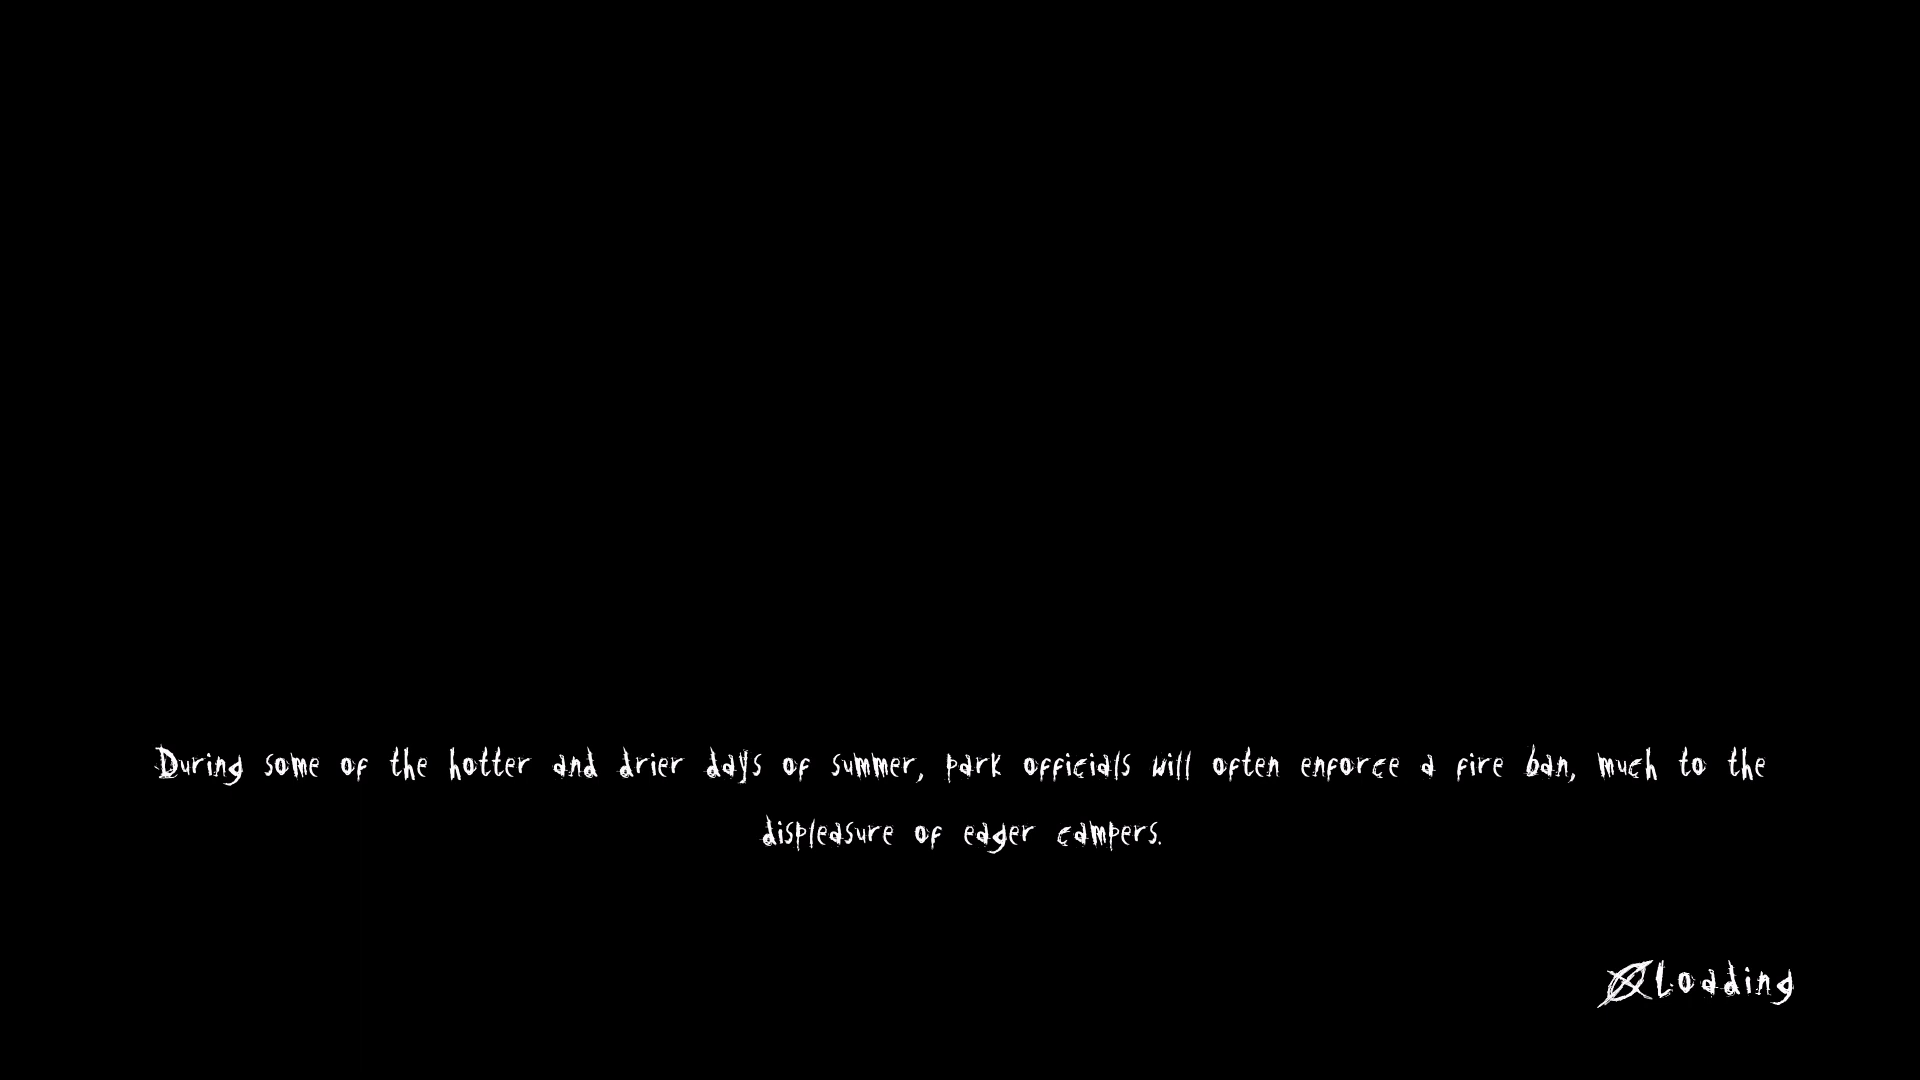 During some of the hotter and drier days of summer, park officials will often enforce a fire ban, much to the
displeasure of eager campers.
Loading